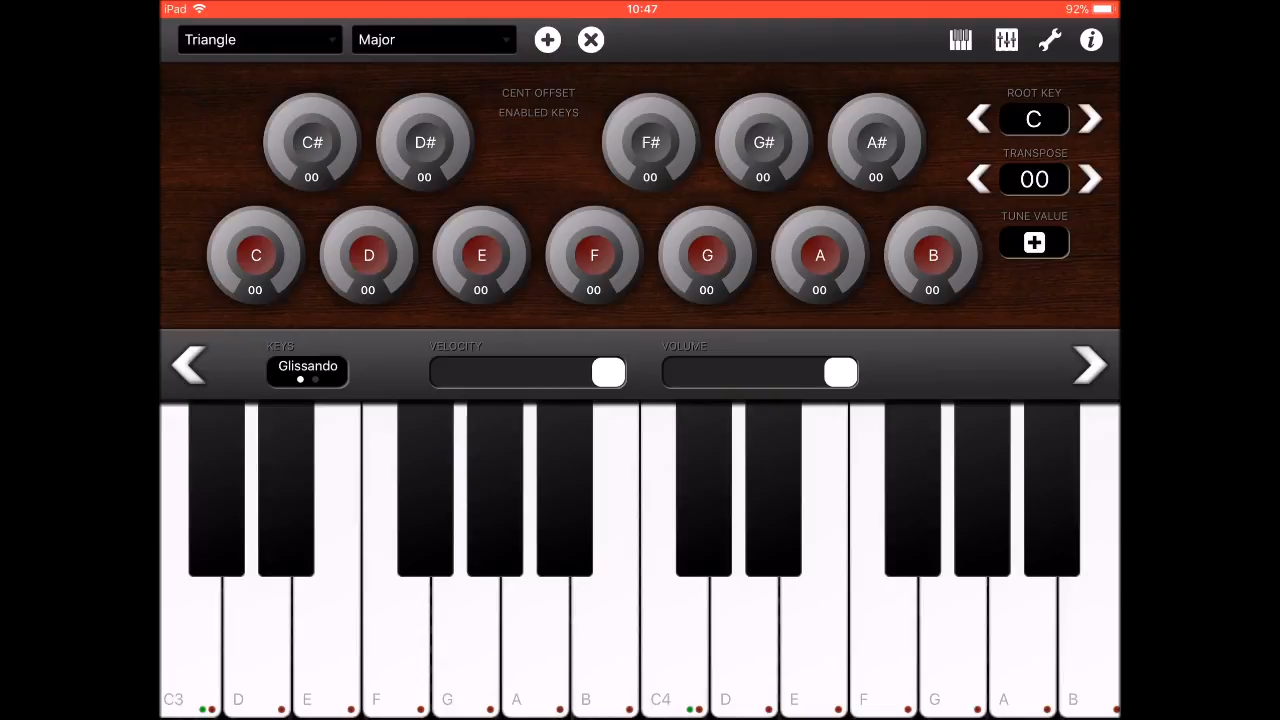 iPad 10:47 92%
Triangle Major
CENT OFFSET
ENABLED KEYS
C# D# F# G# A#
00 00 00 00 00
C D E F G A B
00 00 00 00 00 00 00
ROOT KEY
C
TRANSPOSE
00
TUNE VALUE
KEYS VELOCITY VOLUME
Glissando
C3 D E F G A B C4 D E F G A B